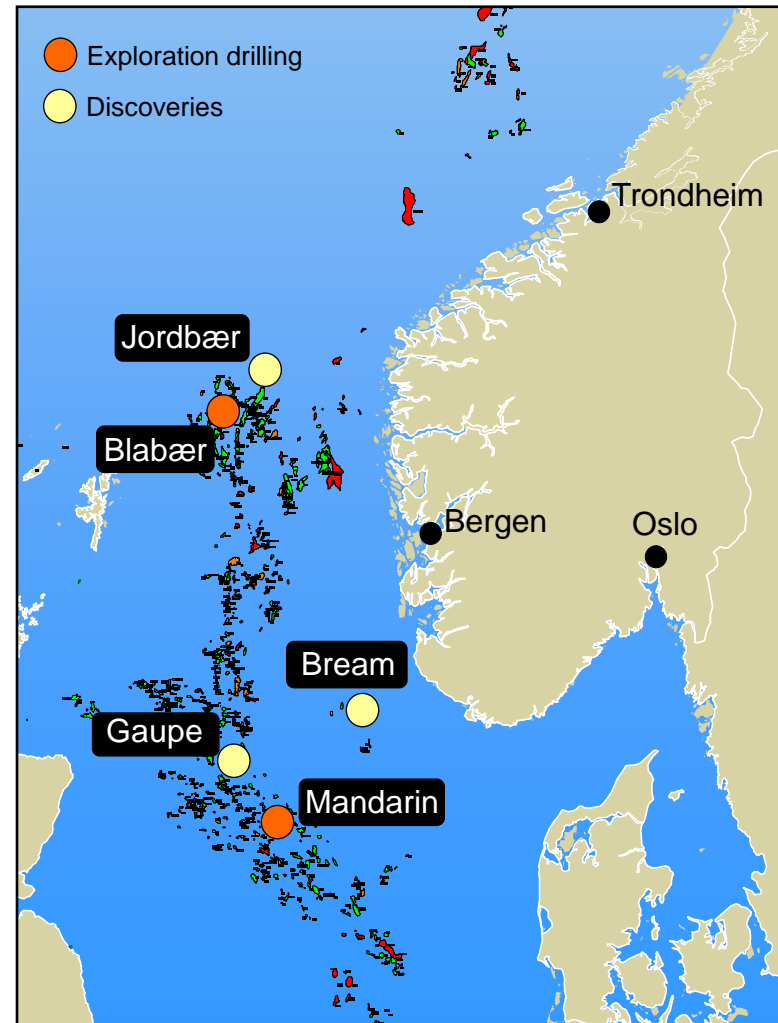 Exploration drilling
Discoveries
Trondheim
Jordbær
Blabær
Bergen
Oslo
Bream
Gaupe
Mandarin